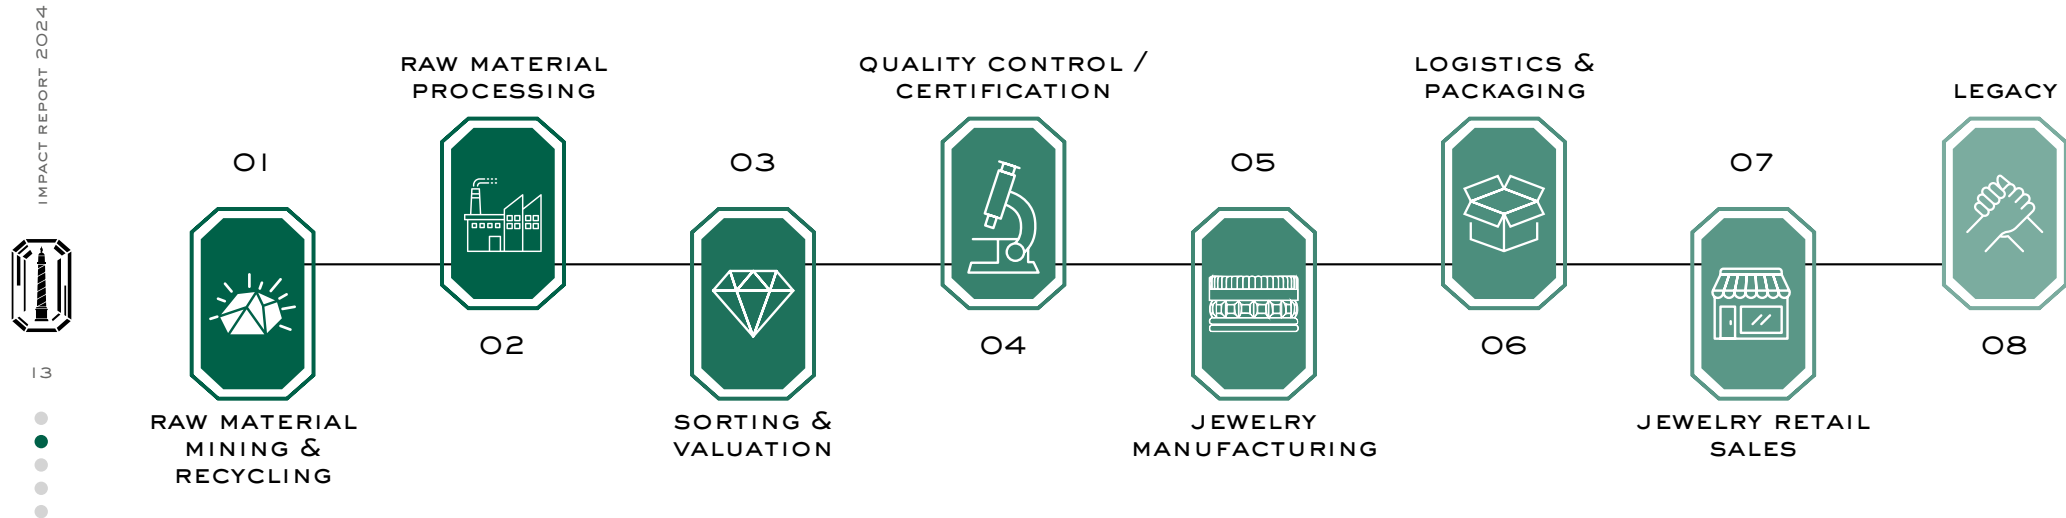 IMPACT REPORT 2024
13
01
RAW MATERIAL
MINING &
RECYCLING
RAW MATERIAL
PROCESSING
02
03
SORTING &
VALUATION
QUALITY CONTROL /
CERTIFICATION
04
05
JEWELRY
MANUFACTURING
LOGISTICS &
PACKAGING
06
07
JEWELRY RETAIL
SALES
LEGACY
08